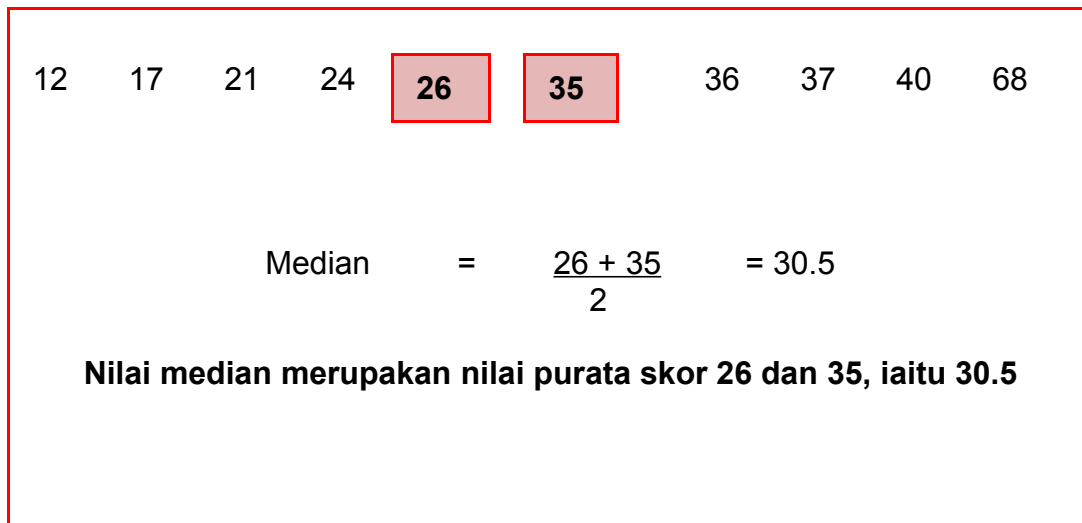 12 17 21 24 26 35 36 37 40 68
Median = 26 + 35 = 30.5
2
Nilai median merupakan nilai purata skor 26 dan 35, iaitu 30.5